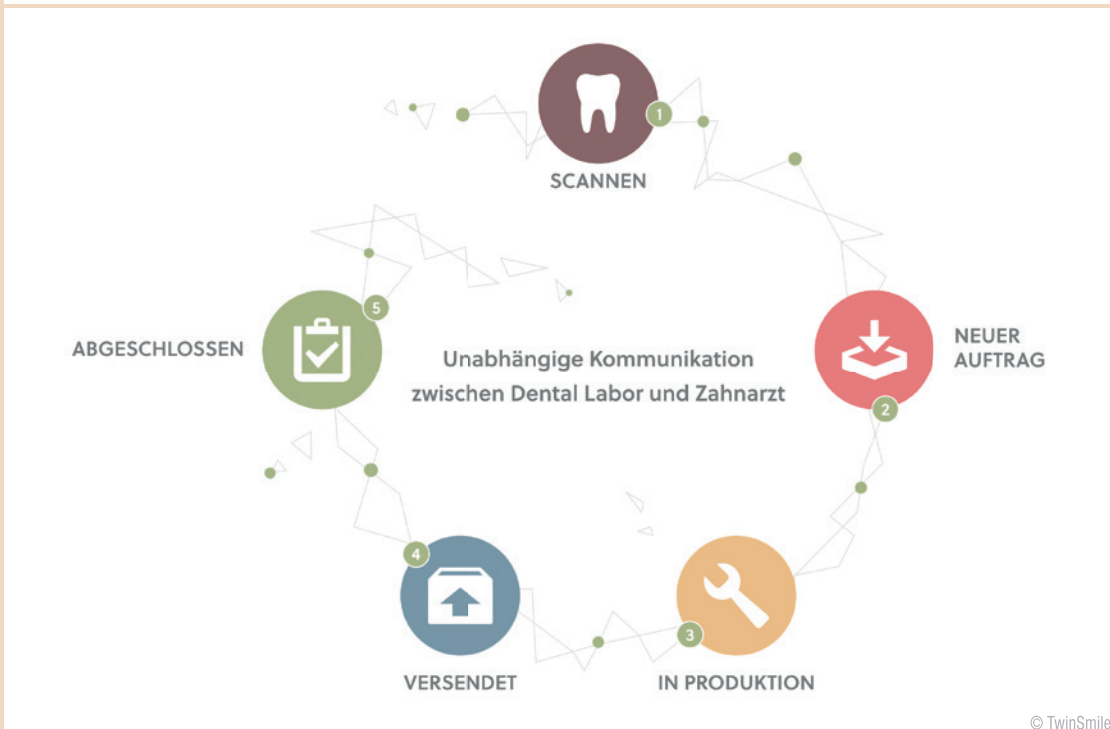 1
SCANNEN
NEUER
AUFTRAG
2
3
IN PRODUKTION
4
VERSENDET
5
ABGESCHLOSSEN
Unabhängige Kommunikation
zwischen Dental Labor und Zahnarzt
© TwinSmile